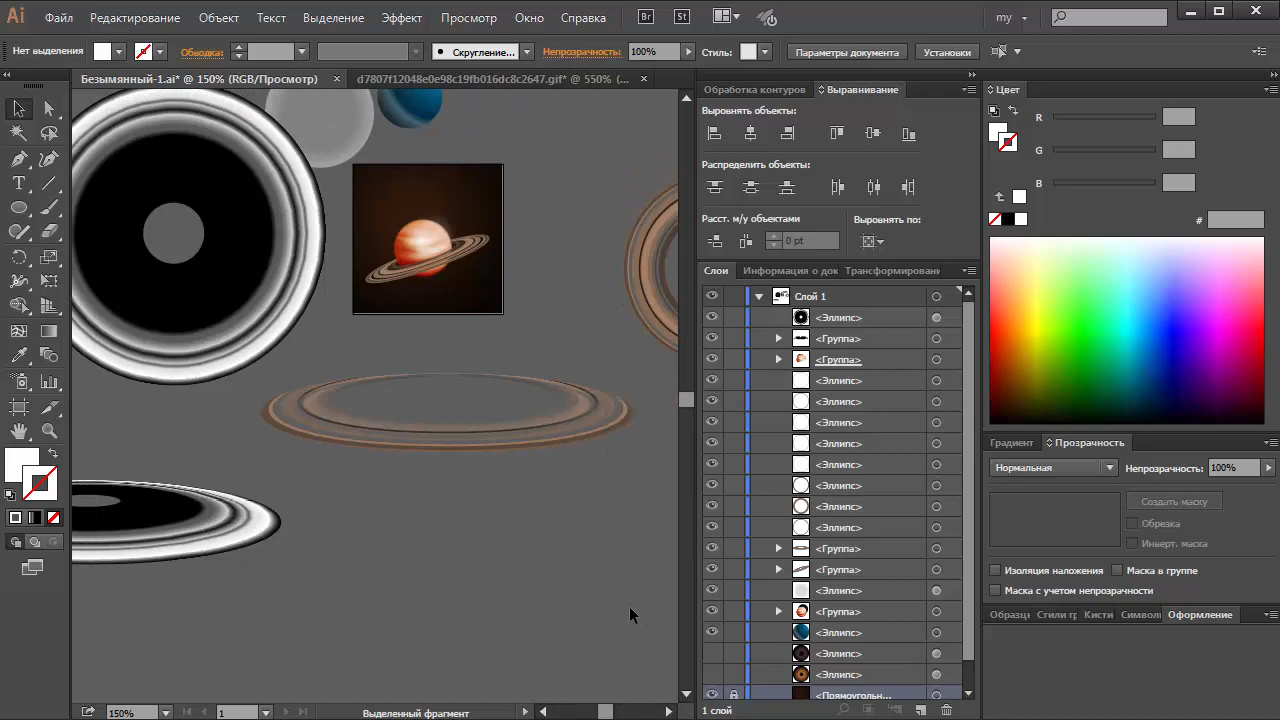 Ai Файл Редактирование Объект Текст Выделение Эффект Просмотр Окно Справка Br St my
Нет выделения Обводка: Скругление... Непрозрачность: 100% Стиль: Параметры документа Установки
Безымянный-1.ai* @ 150% (RGB/Просмотр) × d7807f12048e0e98c19fb016dc8c2647.gif* @ 550% (... ×
Обработка контуров Выравнивание
Выровнять объекты:
Распределить объекты:
Расст. м/у объектами Выровнять по:
0 pt
Цвет
R
G
B
#
Слои Информация о док Трансформирован
Слой 1
<Эллипс>
<Группа>
<Группа>
<Эллипс>
<Эллипс>
<Эллипс>
<Эллипс>
<Эллипс>
<Эллипс>
<Эллипс>
<Эллипс>
<Группа>
<Группа>
<Эллипс>
<Группа>
<Эллипс>
<Эллипс>
<Эллипс>
<Прямоугольн...
1 слой
Градиент Прозрачность
Нормальная Непрозрачность: 100%
Создать маску
Обрезка
Инверт. маска
Изоляция наложения Маска в группе
Маска с учетом непрозрачности
Образцы Стили гр Кисти Символы Оформление
150% 1 Выделенный фрагмент